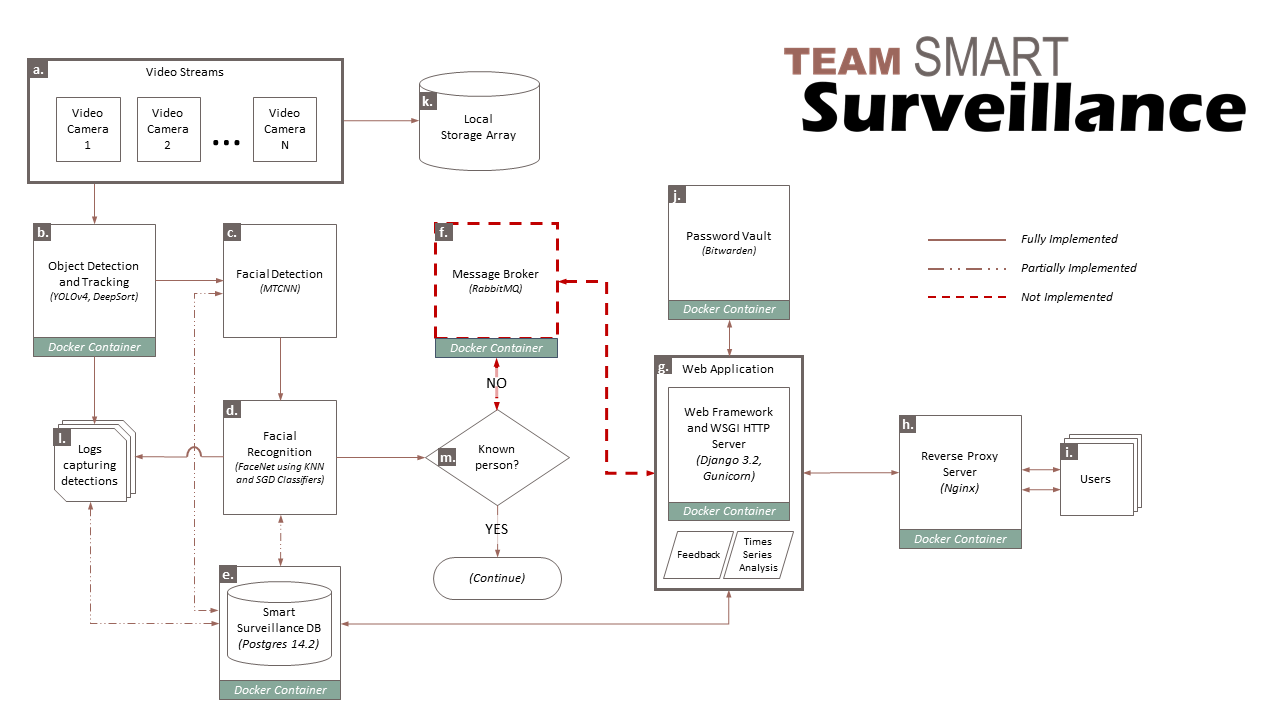 TEAM SMART
Surveillance
a.
Video Streams
Video
Camera
1
Video
Camera
2
...
Video
Camera
N
k.
Local
Storage Array
b.
Object Detection
and Tracking
(YOLOv4, DeepSort)
Docker Container
c.
Facial Detection
(MTCNN)
f.
Message Broker
(RabbitMQ)
Docker Container
NO
j.
Password Vault
(Bitwarden)
Docker Container
Fully Implemented
Partially Implemented
Not Implemented
l.
Logs
capturing
detections
d.
Facial
Recognition
(FaceNet using KNN
and SGD Classifiers)
m.
Known
person?
YES
(Continue)
g.
Web Application
Web Framework
and WSGI HTTP
Server
(Django 3.2,
Gunicorn)
Docker Container
Feedback
Times
Series
Analysis
h.
Reverse Proxy
Server
(Nginx)
Docker Container
i.
Users
e.
Smart
Surveillance DB
(Postgres 14.2)
Docker Container